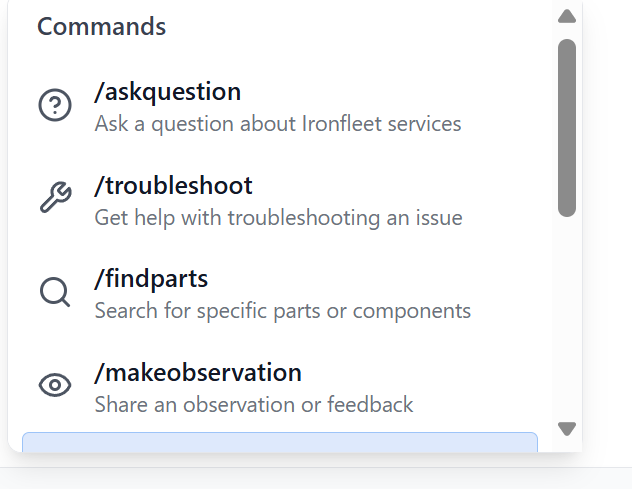 Commands
/askquestion
Ask a question about Ironfleet services
/troubleshoot
Get help with troubleshooting an issue
/findparts
Search for specific parts or components
/makeobservation
Share an observation or feedback